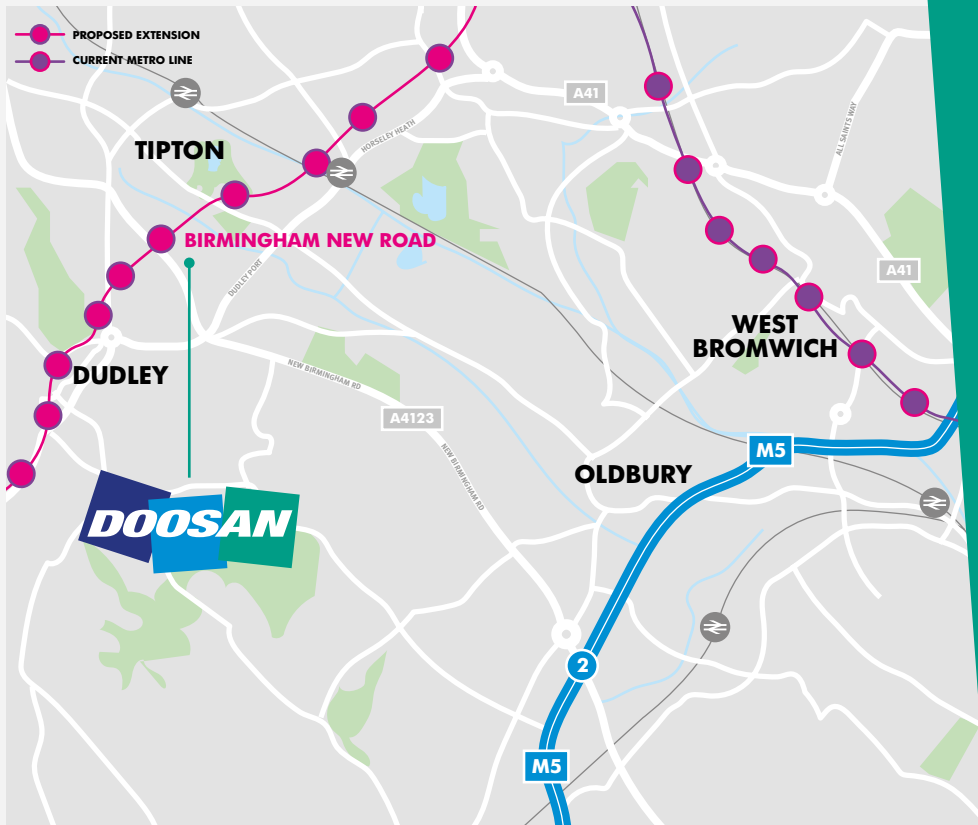 PROPOSED EXTENSION
CURRENT METRO LINE
A41
ALL SAINTS WAY
HORSELEY HEATH
TIPTON
BIRMINGHAM NEW ROAD
DUDLEY PORT
A41
WEST
BROMWICH
DUDLEY
NEW BIRMINGHAM RD
A4123
NEW BIRMINGHAM RD
M5
OLDBURY
DOOSAN
2
M5